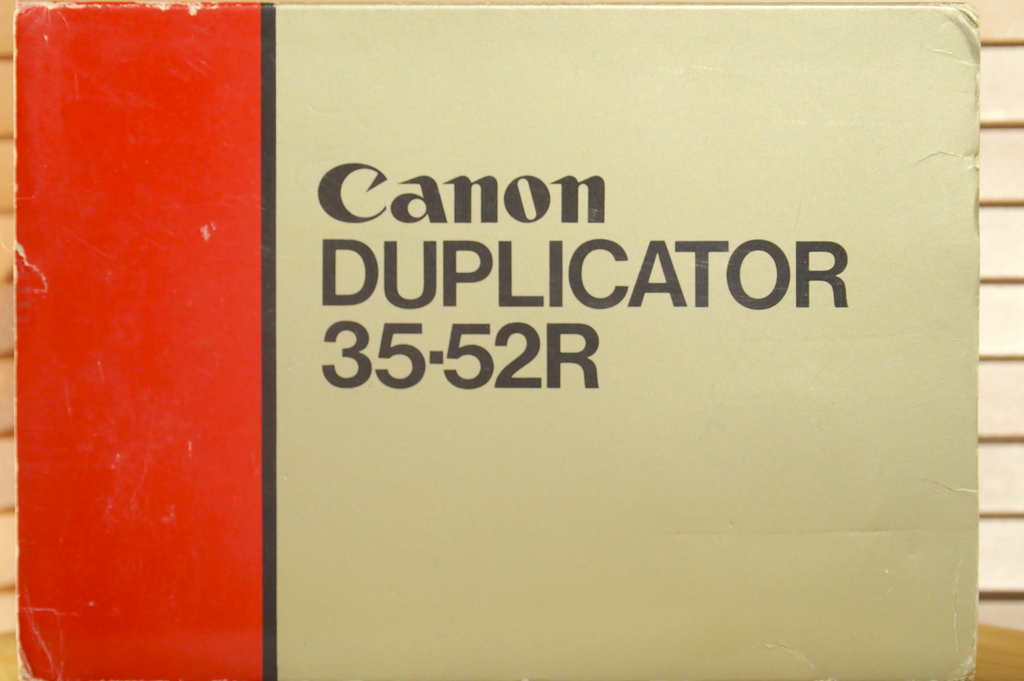 Canon
DUPLICATOR
35-52R